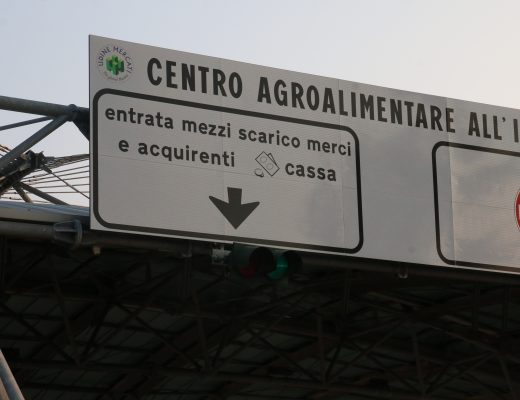 UDINE MERCATI
CENTRO AGROALIMENTARE ALL'I
entrata mezzi scarico merci
e acquirenti cassa